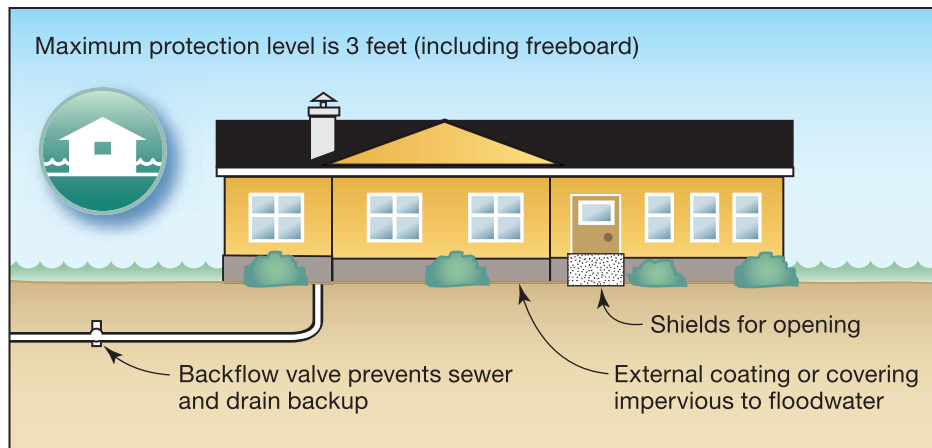 Maximum protection level is 3 feet (including freeboard)
Shields for opening
Backflow valve prevents sewer
and drain backup
External coating or covering
impervious to floodwater